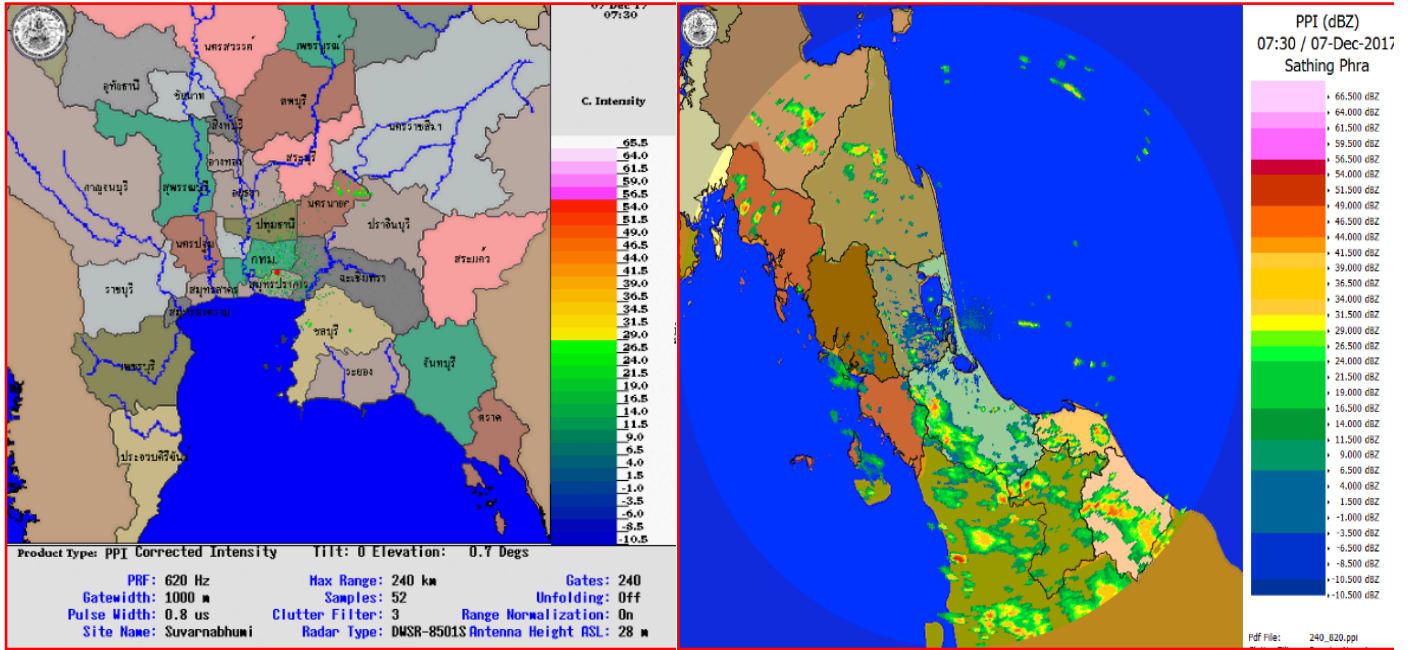 07 Dec 17
07:30
C. Intensity
65.5
64.0
61.5
59.0
56.5
54.0
51.5
49.0
46.5
44.0
41.5
39.0
36.5
34.0
31.5
29.0
26.5
24.0
21.5
19.0
16.5
14.0
11.5
9.0
6.5
4.0
1.5
-1.0
-3.5
-6.0
-8.5
-10.5
นครสวรรค์
เพชรบูรณ์
อุทัยธานี
ชัยนาท
ลพบุรี
สิงห์บุรี
นครราชสีมา
อ่างทอง
สระบุรี
กาญจนบุรี
สุพรรณบุรี
อยุธยา
นครนายก
ปราจีนบุรี
ปทุมธานี
นครปฐม
กทม.
สระแก้ว
ฉะเชิงเทรา
ราชบุรี
สมุทรสาคร
สมุทรปราการ
สมุทรสงคราม
ชลบุรี
เพชรบุรี
ระยอง
จันทบุรี
ตราด
ประจวบคีรีขันธ์
Product Type: PPI Corrected Intensity Tilt: 0 Elevation: 0.7 Degs
PRF: 620 Hz Max Range: 240 km Gates: 240
Gatewidth: 1000 m Samples: 52 Unfolding: Off
Pulse Width: 0.8 us Clutter Filter: 3 Range Normalization: On
Site Name: Suvarnabhumi Radar Type: DWSR-8501S Antenna Height ASL: 28 m
PPI (dBZ)
07:30 / 07-Dec-2017
Sathing Phra
66.500 dBZ
64.000 dBZ
61.500 dBZ
59.500 dBZ
56.500 dBZ
54.000 dBZ
51.500 dBZ
49.000 dBZ
46.500 dBZ
44.000 dBZ
41.500 dBZ
39.000 dBZ
36.500 dBZ
34.000 dBZ
31.500 dBZ
29.000 dBZ
26.500 dBZ
24.000 dBZ
21.500 dBZ
19.000 dBZ
16.500 dBZ
14.000 dBZ
11.500 dBZ
9.000 dBZ
6.500 dBZ
4.000 dBZ
1.500 dBZ
-1.000 dBZ
-3.500 dBZ
-6.500 dBZ
-8.500 dBZ
-10.500 dBZ
-10.500 dBZ
Pdf File: 240_820.ppi